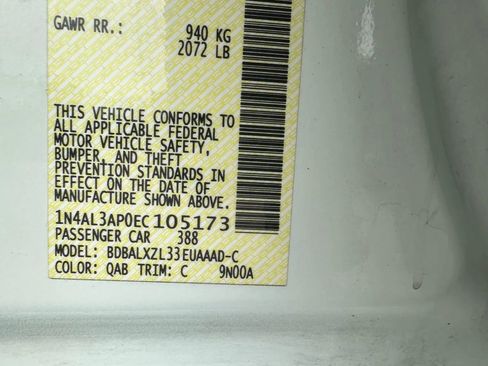 GAWR RR.: 940 KG
2072 LB
THIS VEHICLE CONFORMS TO
ALL APPLICABLE FEDERAL
MOTOR VEHICLE SAFETY,
BUMPER, AND THEFT
PREVENTION STANDARDS IN
EFFECT ON THE DATE OF
MANUFACTURE SHOWN ABOVE.
1N4AL3AP0EC105173
PASSENGER CAR 388
MODEL: BDBALXZL33EUAAAD-C
COLOR: QAB TRIM: C 9N00A